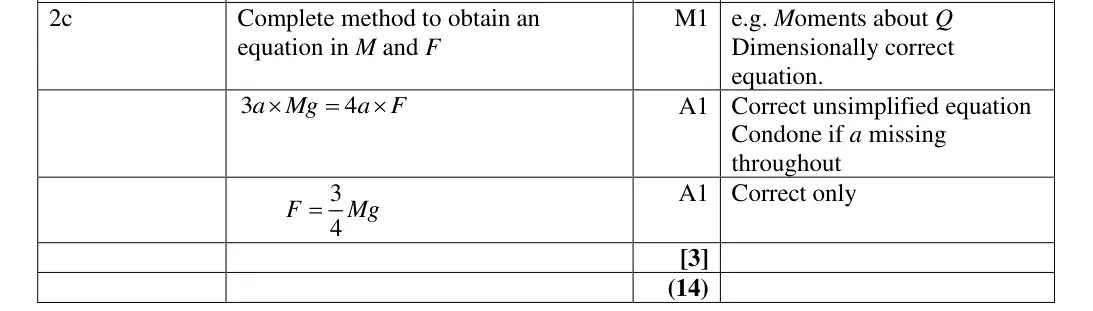 2c Complete method to obtain an M1 e.g. Moments about Q
equation in M and F Dimensionally correct
equation.
3a × Mg = 4a × F A1 Correct unsimplified equation
Condone if a missing
throughout
F = 3/4 Mg A1 Correct only
[3]
(14)